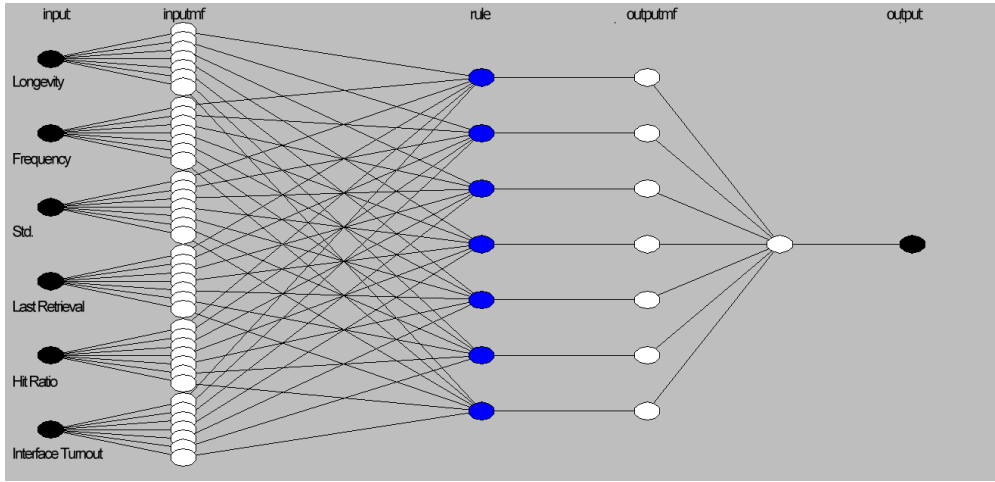 input inputmf rule outputmf output
Longevity
Frequency
Std.
Last Retrieval
Hit Ratio
Interface Turnout